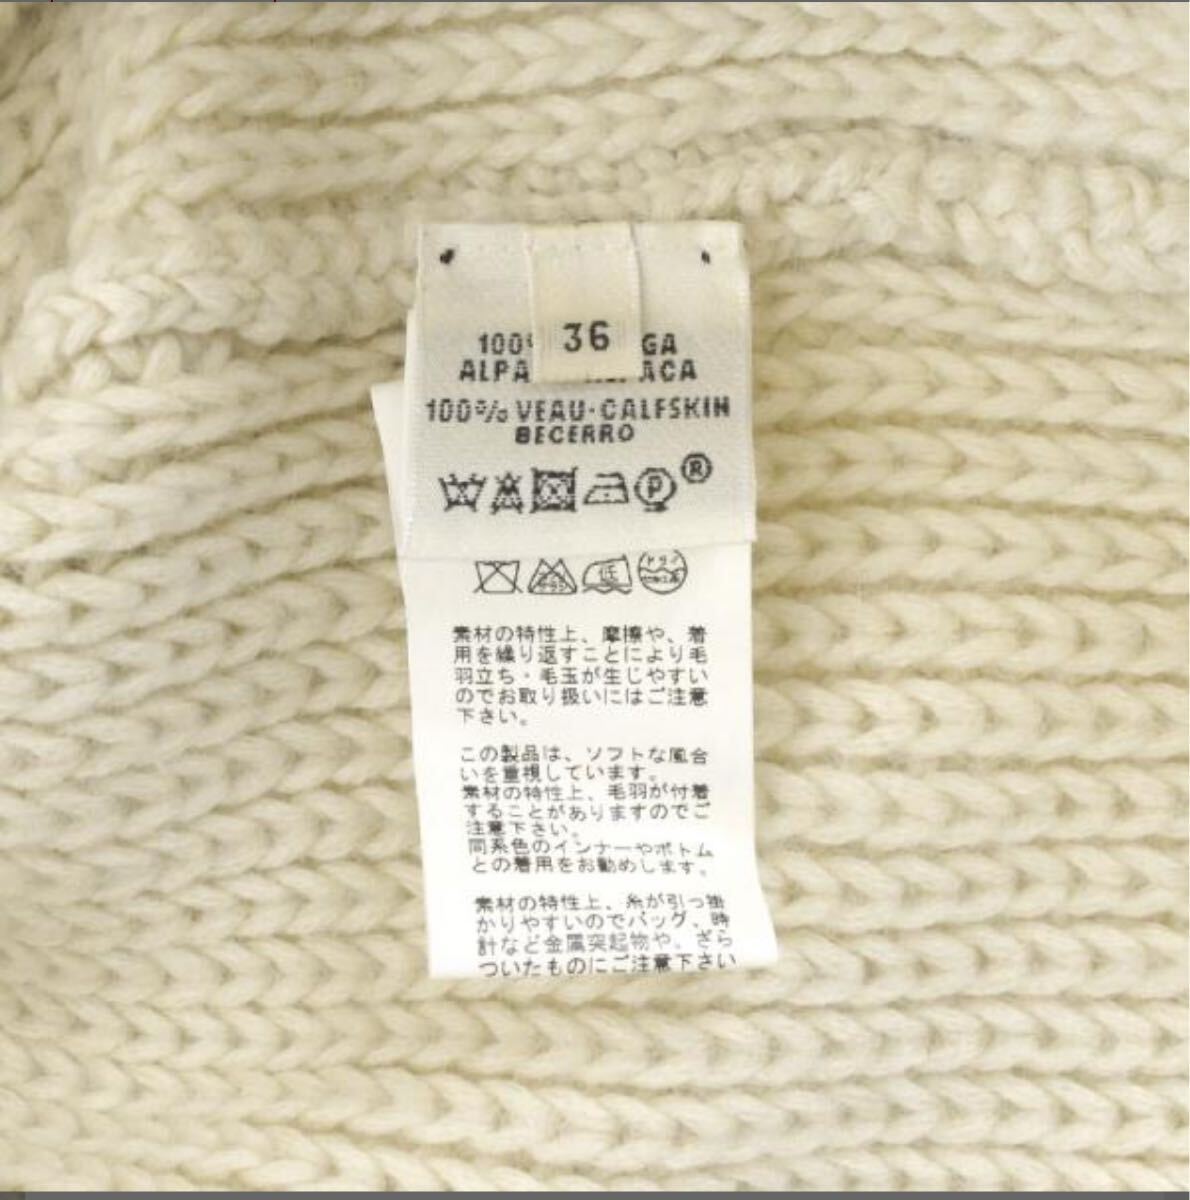 36
100% GA
ALPA ALPACA
100% VEAU·CALFSKIN
BECERRO
P ®
低 ドライ
素材の特性上、摩擦や、着
用を繰り返すことにより毛
羽立ち・毛玉が生じやすい
のでお取り扱いにはご注意
下さい。
この製品は、ソフトな風合
いを重視しています。
素材の特性上、毛羽が付着
することがありますのでご
注意下さい。
同系色のインナーやボトム
との着用をお勧めします。
素材の特性上、糸が引っ掛
かりやすいのでバッグ、時
計など金属突起物や、ざら
ついたものにご注意下さい